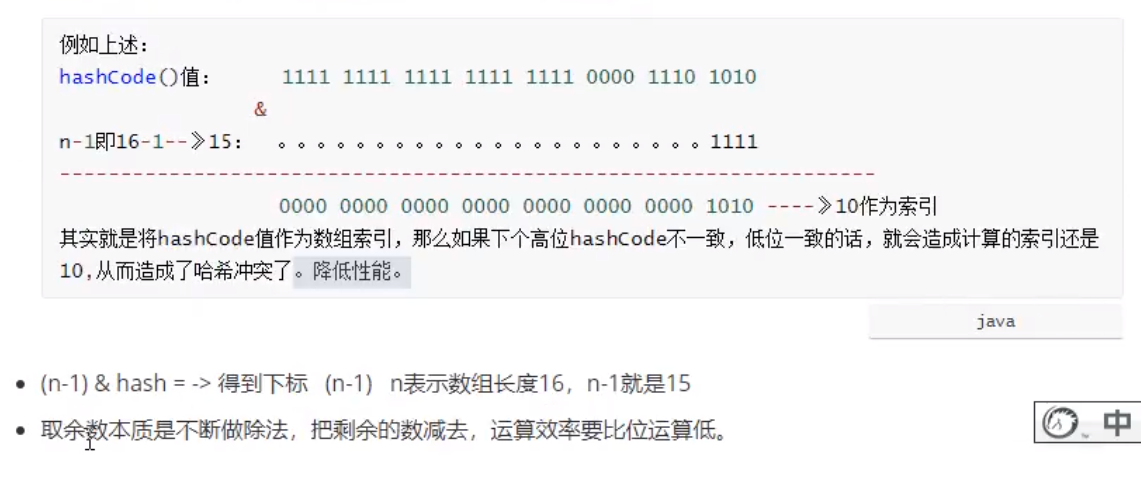 例如上述:
hashCode()值: 1111 1111 1111 1111 1111 0000 1110 1010
&
n-1即16-1--》15: 。。。。。。。。。。。。。。。。。。。。。。1111
-------------------------------------------------------------------
0000 0000 0000 0000 0000 0000 0000 1010 ----》10作为索引
其实就是将hashCode值作为数组索引，那么如果下个高位hashCode不一致，低位一致的话，就会造成计算的索引还是
10,从而造成了哈希冲突了。降低性能。
java
• (n-1) & hash = -> 得到下标 (n-1) n表示数组长度16，n-1就是15
• 取余数本质是不断做除法，把剩余的数减去，运算效率要比位运算低。
中